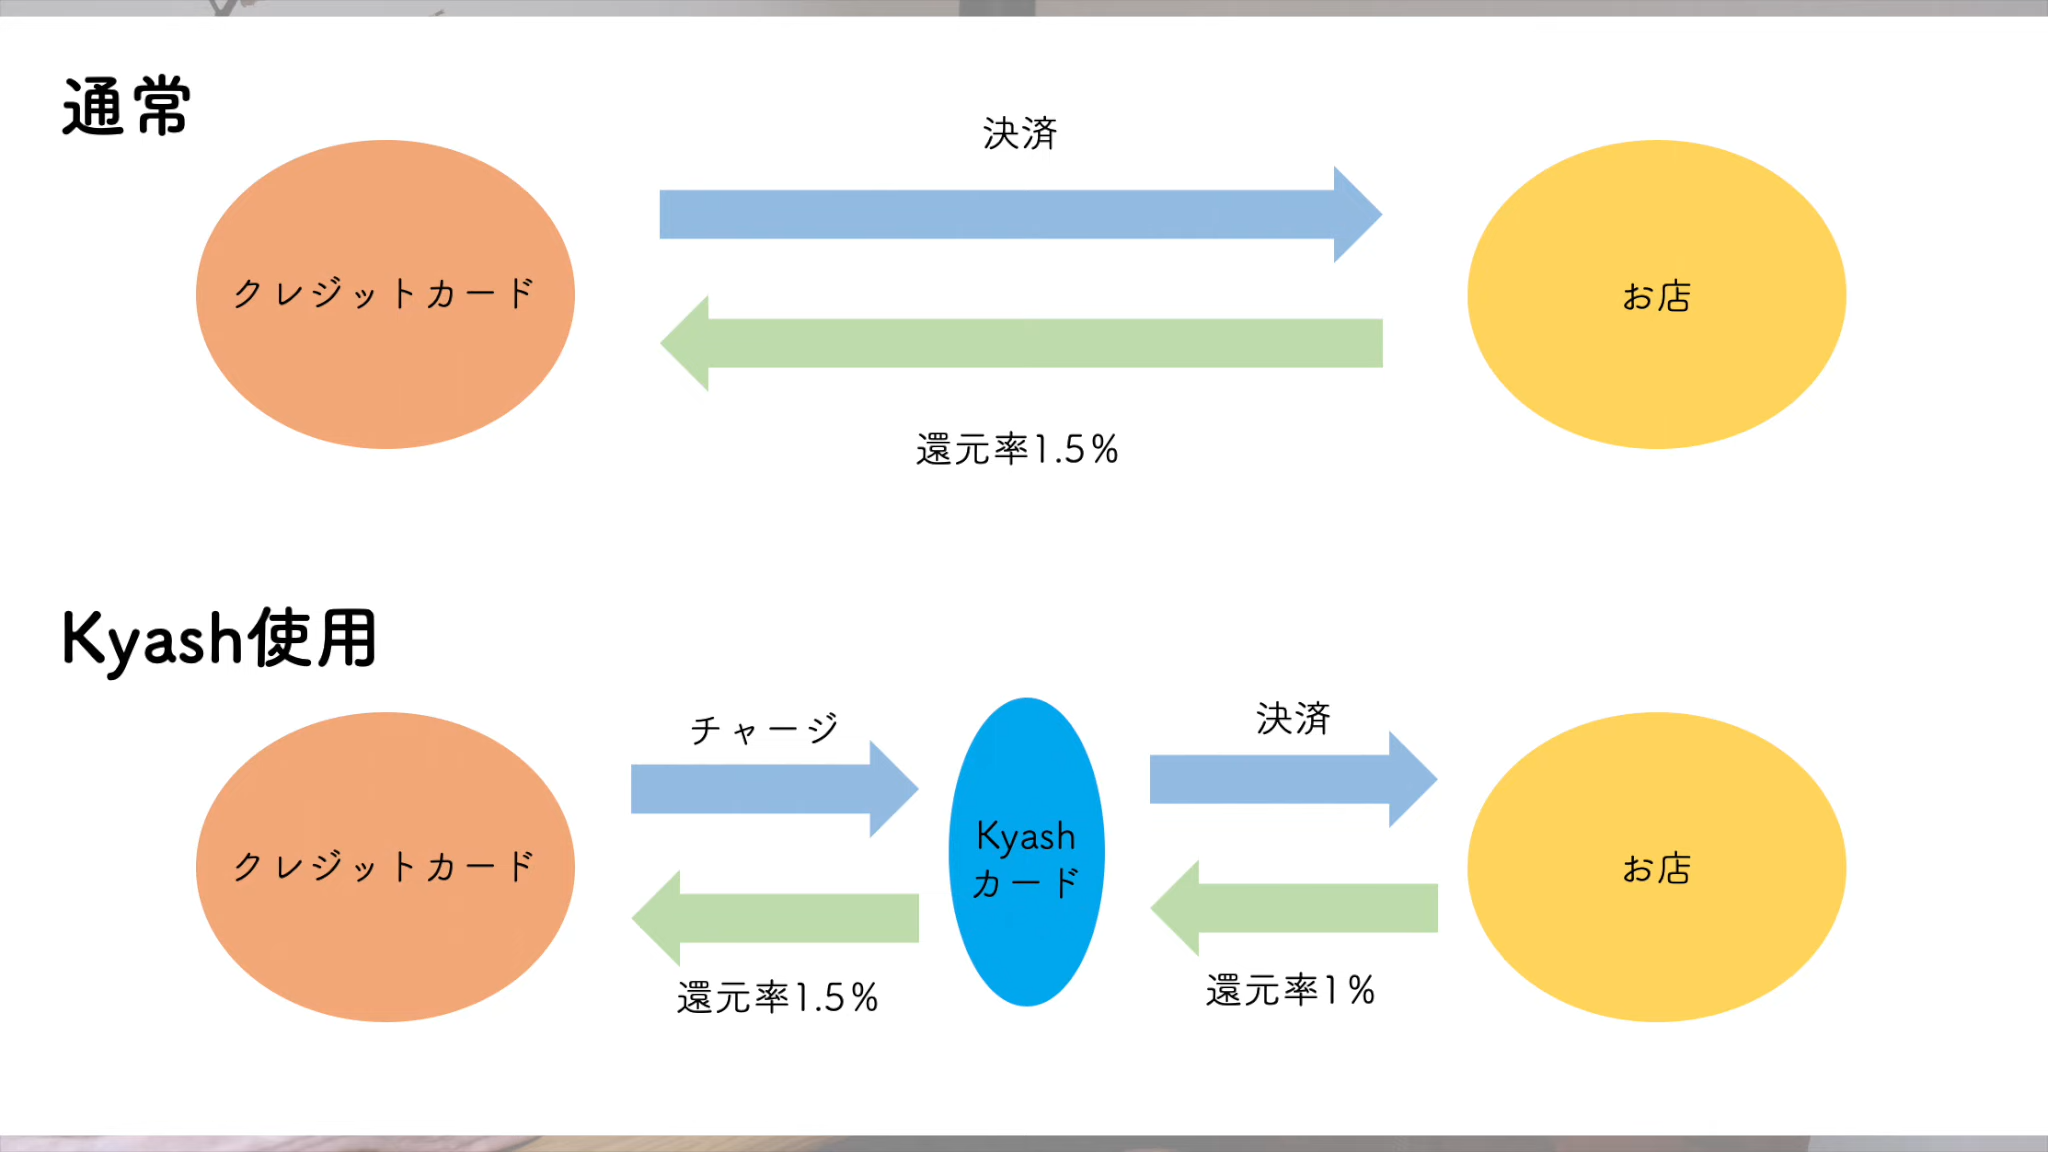 通常
決済
クレジットカード
お店
還元率1.5%
Kyash使用
チャージ
決済
クレジットカード
Kyash
カード
お店
還元率1.5%
還元率1%